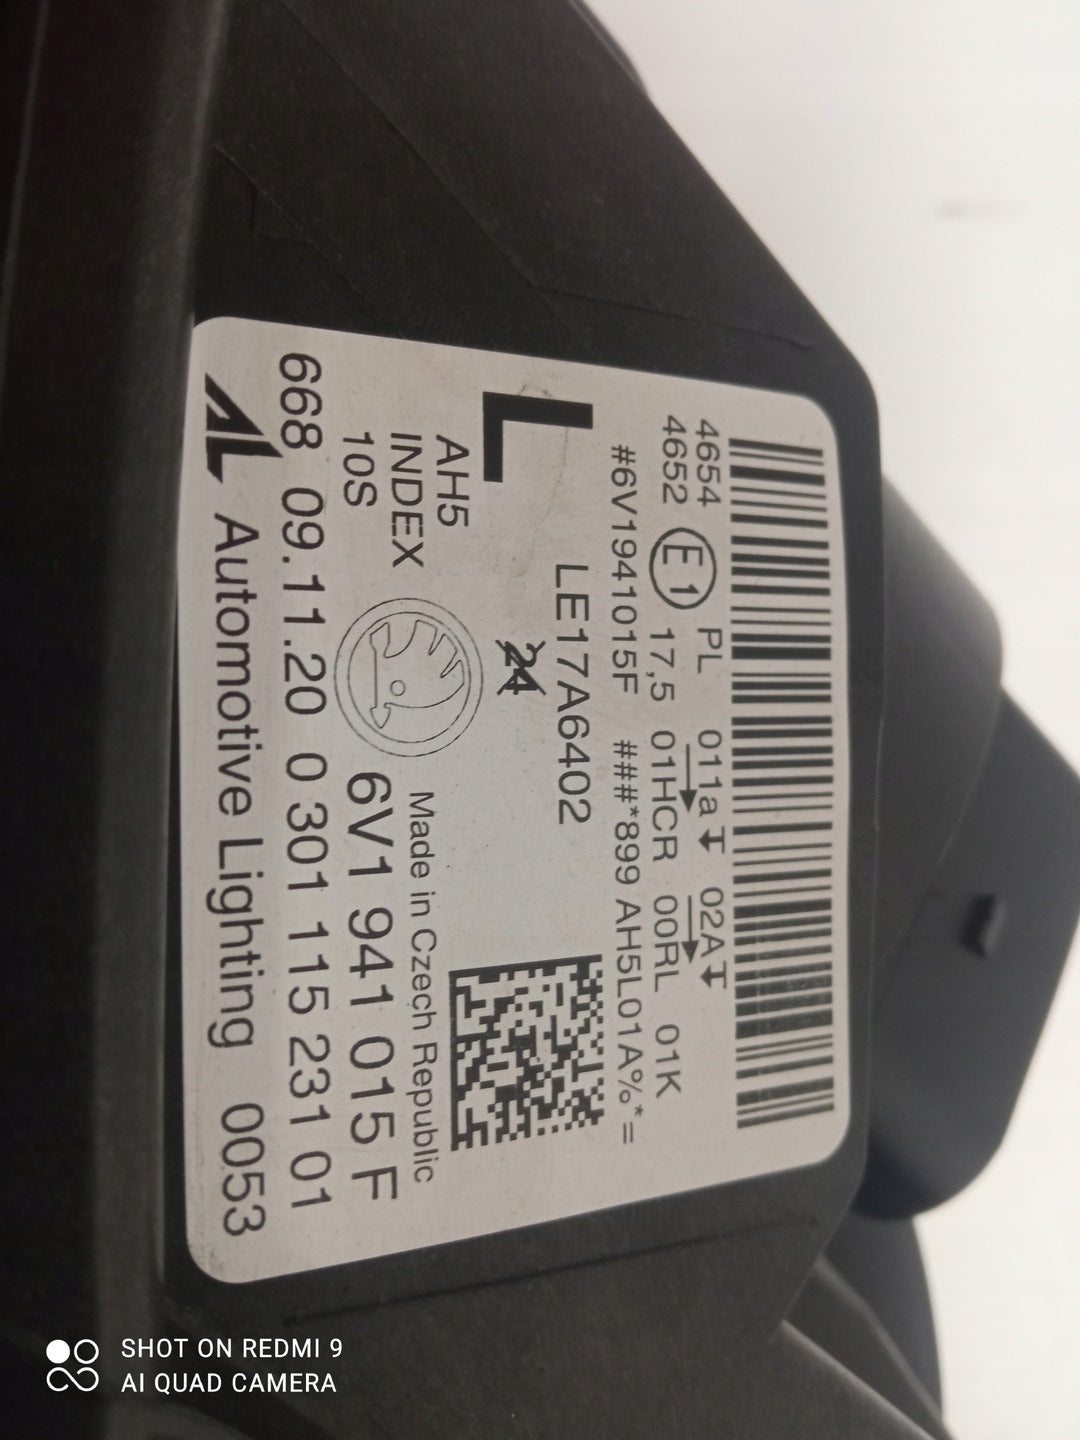 4654 PL 011a 02A
4652 E1 17,5 01HCR 00RL 01K
#6V1941015F ###*899 AH5L01A%*=
L LE17A6402
24
AH5
INDEX
10S
Made in Czech Republic
6V1 941 015 F
668 09.11.20 0 301 115 231 01
AL Automotive Lighting 0053
SHOT ON REDMI 9
AI QUAD CAMERA